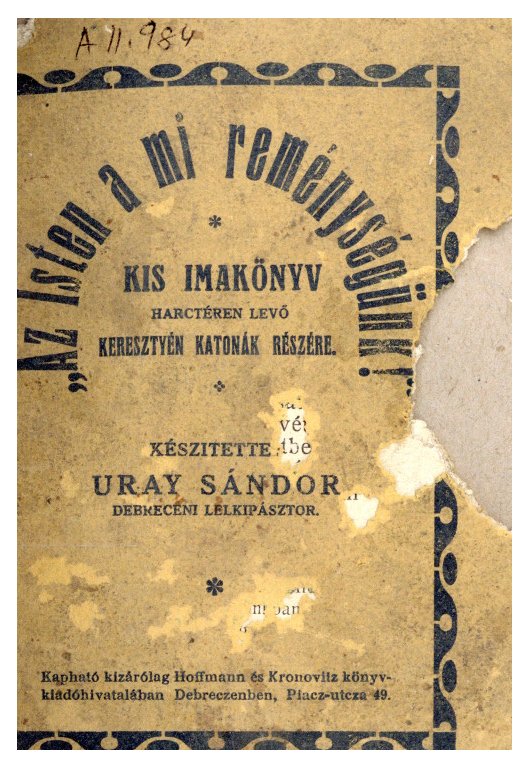 A II. 984
„Az Isten a mi reménységünk!
*
KIS IMAKÖNYV
HARCTÉREN LEVŐ
KERESZTYÉN KATONÁK RÉSZÉRE.
KÉSZITETTE
URAY SÁNDOR
DEBRECENI LELKIPÁSZTOR.
*
Kapható kizárólag Hoffmann és Kronovitz könyv-
kiadóhivatalában Debreczenben, Piacz-utcza 49.